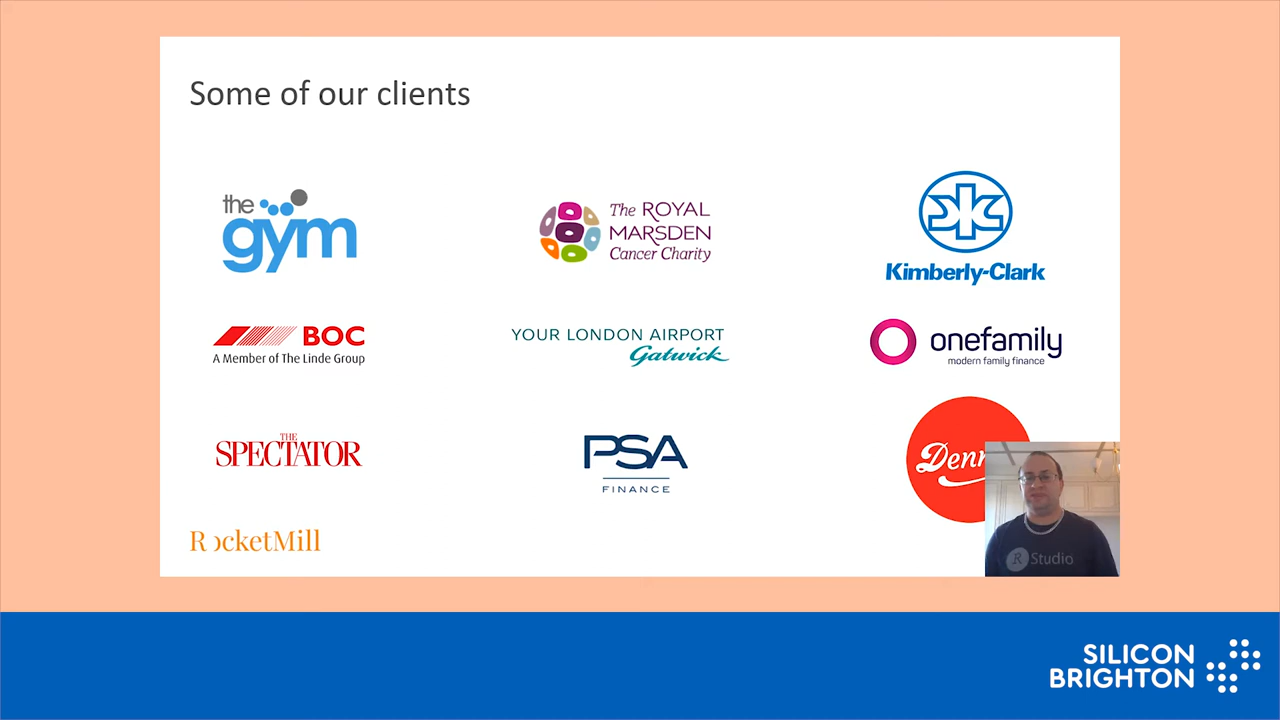 Some of our clients
the
gym
The ROYAL
MARSDEN
Cancer Charity
Kimberly-Clark
BOC
A Member of The Linde Group
YOUR LONDON AIRPORT
Gatwick
onefamily
modern family finance
THE
SPECTATOR
PSA
FINANCE
RocketMill
R Studio
SILICON
BRIGHTON